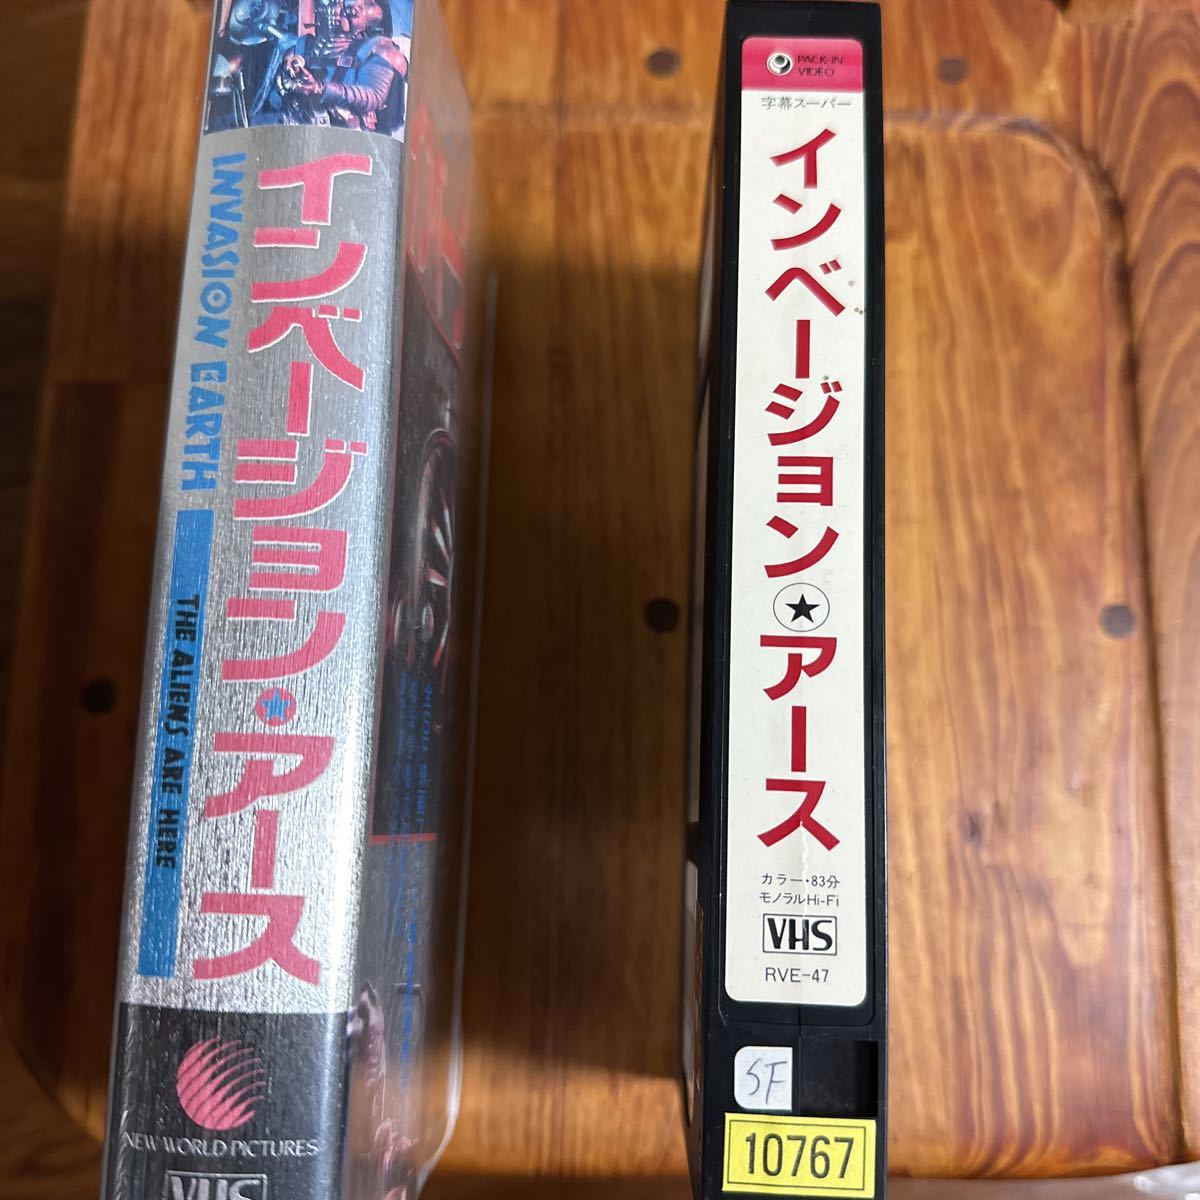 インベージョン★アース
INVASION EARTH
THE ALIENS ARE HERE
NEW WORLD PICTURES
VHS
PACK-IN
VIDEO
字幕スーパー
インベージョン★アース
カラー・83分
モノラルHi-Fi
VHS
RVE-47
SF
10767